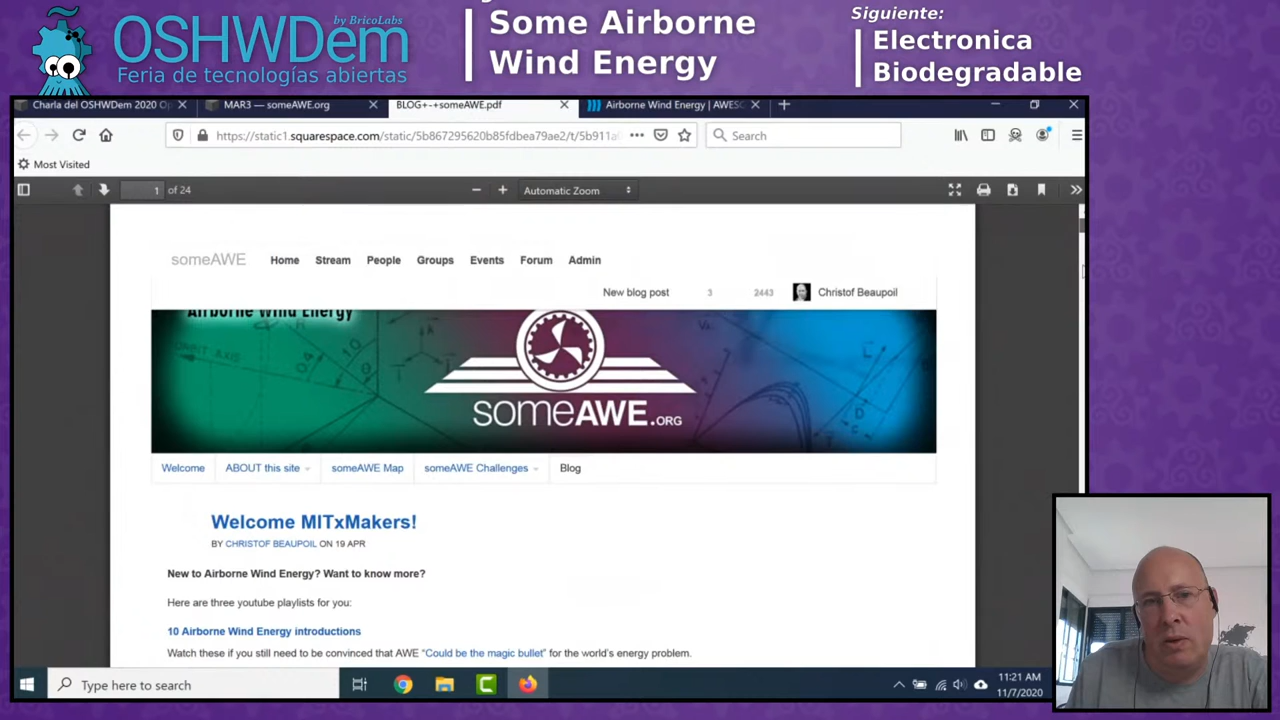 by BricoLabs
OSHWDem
Feria de tecnologías abiertas
Some Airborne
Wind Energy
Siguiente:
Electronica
Biodegradable
Charla del OSHWDem 2020 Op
MAR3 — someAWE.org
BLOG+-+someAWE.pdf
Airborne Wind Energy | AWESC
https://static1.squarespace.com/static/5b867295620b85fdbea79ae2/t/5b911a
Search
Most Visited
1 of 24
Automatic Zoom
someAWE Home Stream People Groups Events Forum Admin
New blog post 3 2443 Christof Beaupoil
Airborne Wind Energy
someAWE.ORG
Welcome ABOUT this site someAWE Map someAWE Challenges Blog
Welcome MITxMakers!
BY CHRISTOF BEAUPOIL ON 19 APR
New to Airborne Wind Energy? Want to know more?
Here are three youtube playlists for you:
10 Airborne Wind Energy introductions
Watch these if you still need to be convinced that AWE “Could be the magic bullet” for the world's energy problem.
Type here to search
11:21 AM
11/7/2020